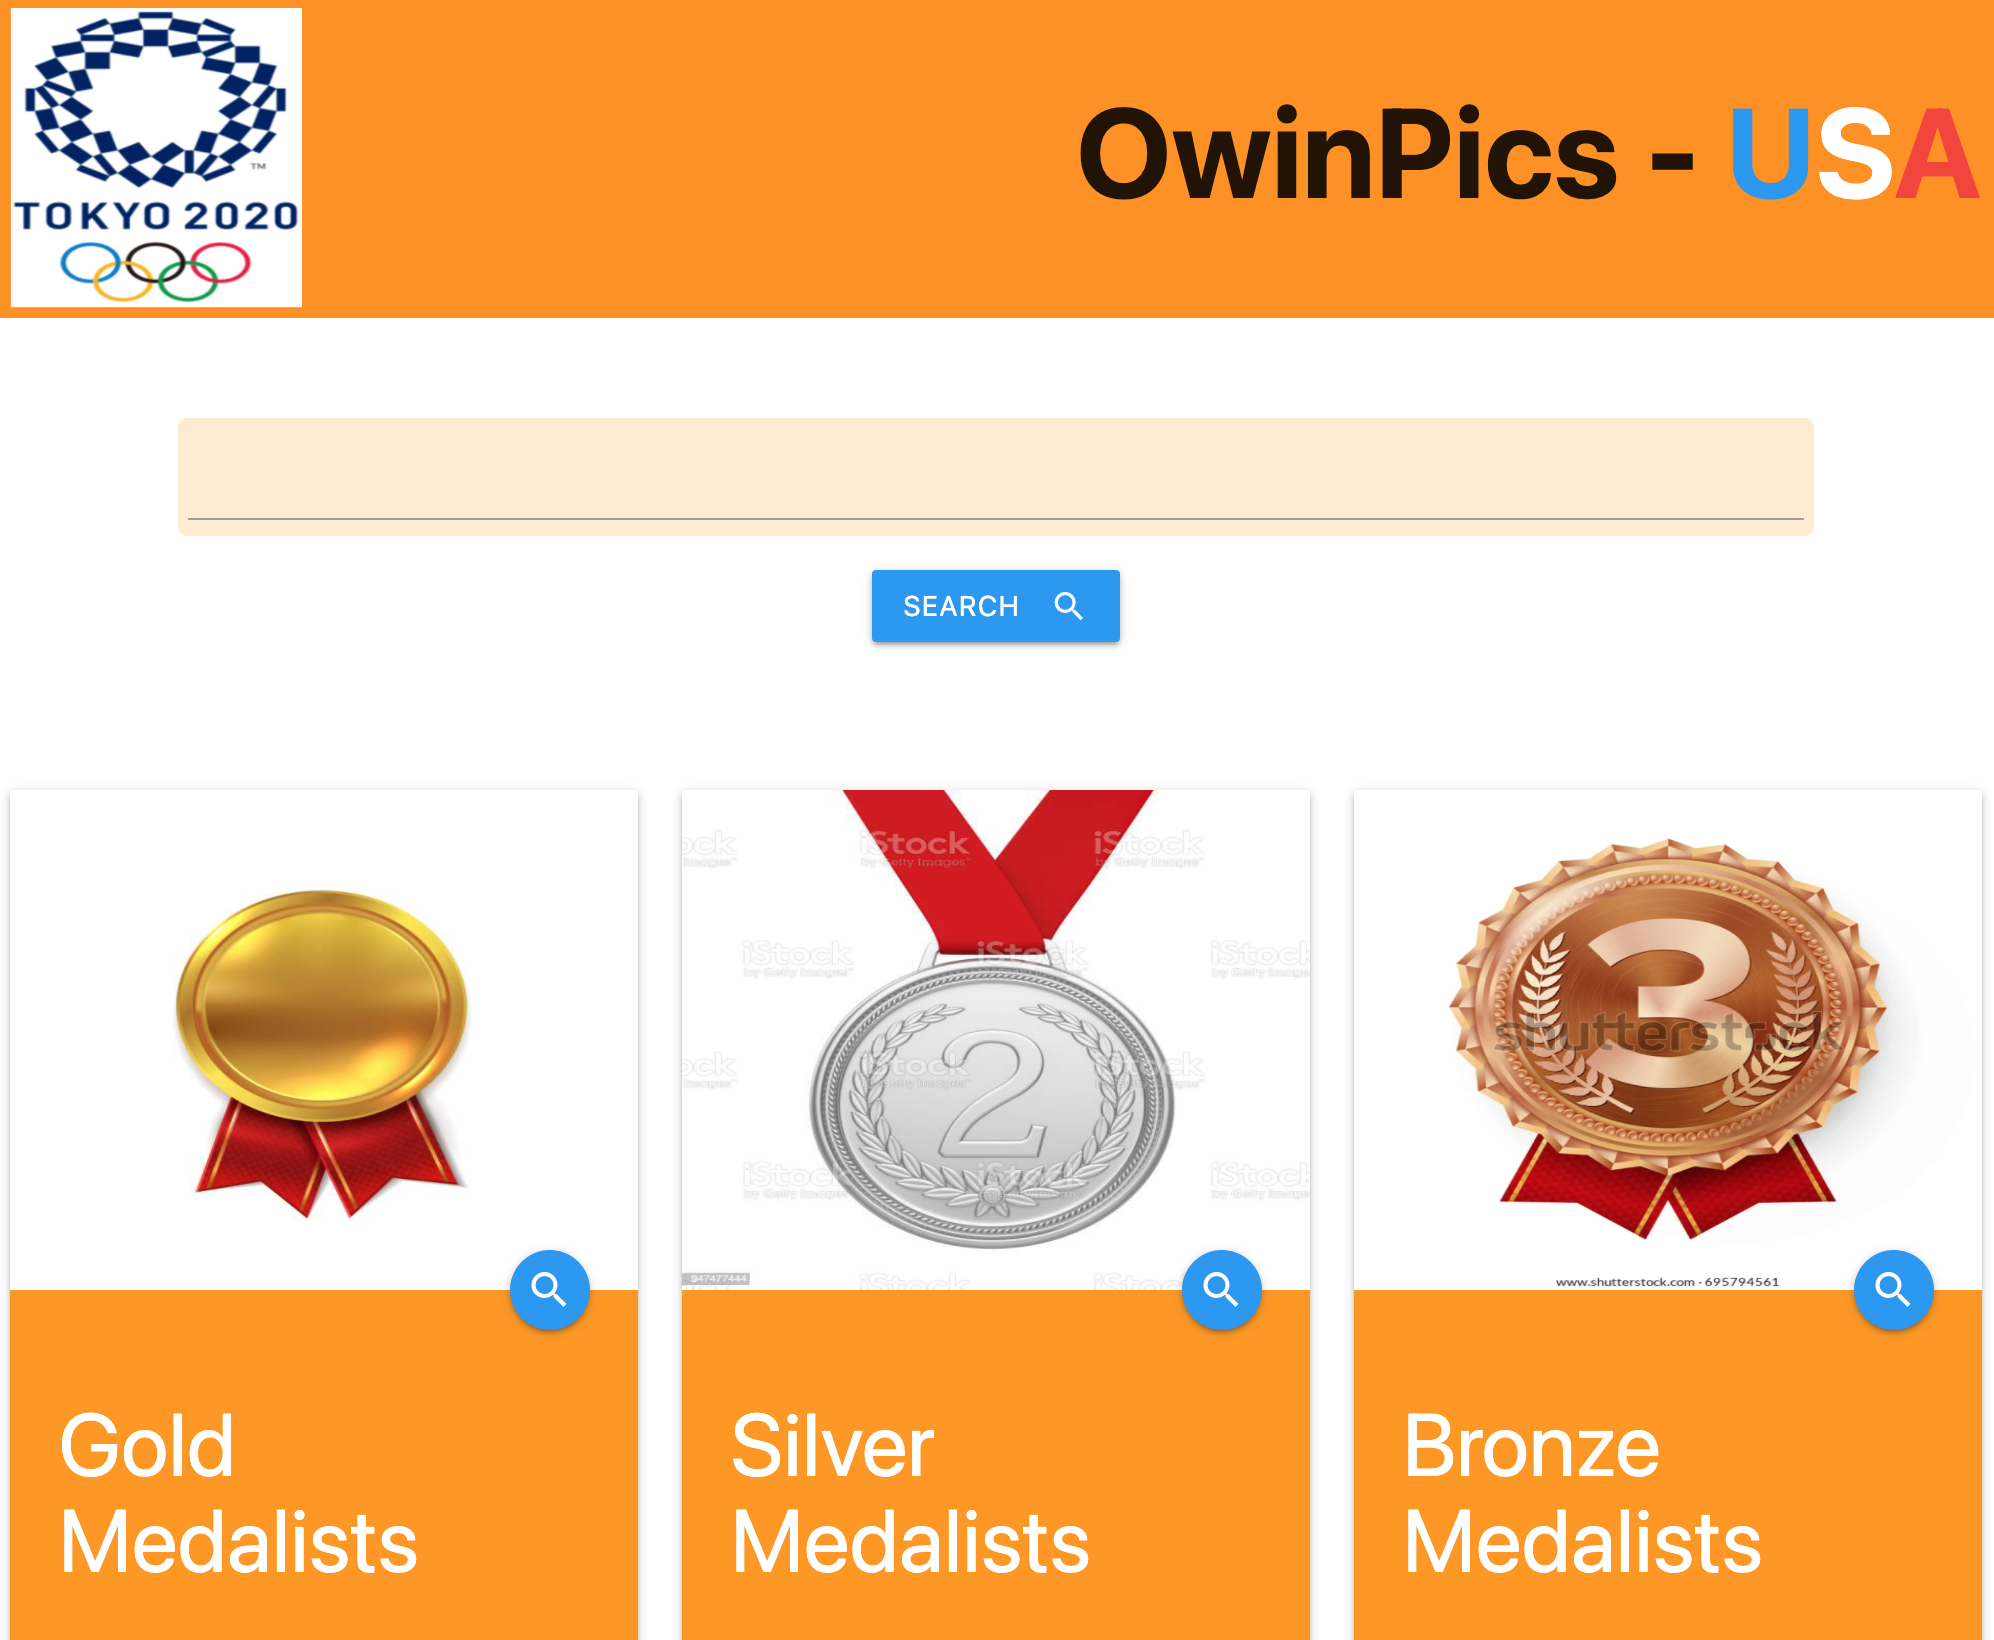 TOKYO 2020
TM
OwinPics - USA
SEARCH
iStock
by Getty Images
2
947477444
3
shutterstock
www.shutterstock.com · 695794561
Gold
Medalists
Silver
Medalists
Bronze
Medalists